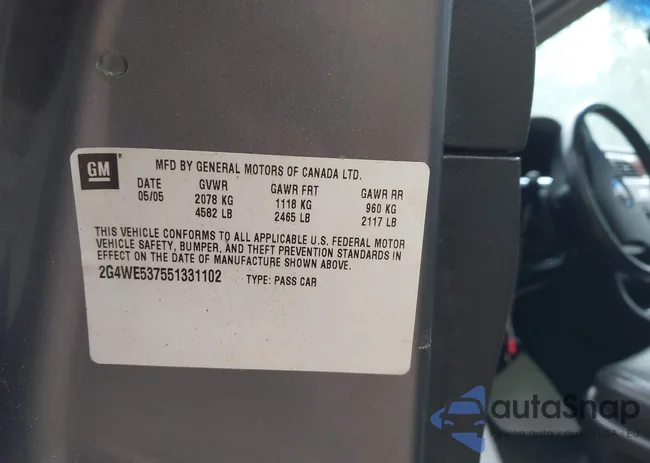 GM
MFD BY GENERAL MOTORS OF CANADA LTD.
DATE GVWR GAWR FRT GAWR RR
05/05 2078 KG 1118 KG 960 KG
4582 LB 2465 LB 2117 LB
THIS VEHICLE CONFORMS TO ALL APPLICABLE U.S. FEDERAL MOTOR
VEHICLE SAFETY, BUMPER, AND THEFT PREVENTION STANDARDS IN
EFFECT ON THE DATE OF MANUFACTURE SHOWN ABOVE.
2G4WE537551331102 TYPE: PASS CAR
autaSnap